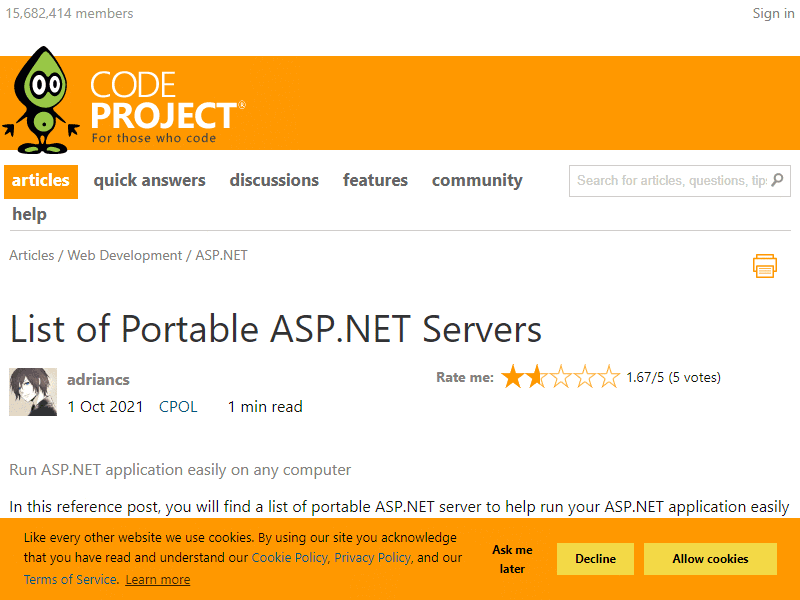 15,682,414 members
Sign in
CODE
PROJECT®
For those who code
articles
quick answers
discussions
features
community
Search for articles, questions, tips
help
Articles / Web Development / ASP.NET
List of Portable ASP.NET Servers
adriancs
Rate me:
1.67/5 (5 votes)
1 Oct 2021
CPOL
1 min read
Run ASP.NET application easily on any computer
In this reference post, you will find a list of portable ASP.NET server to help run your ASP.NET application easily
Like every other website we use cookies. By using our site you acknowledge
that you have read and understand our Cookie Policy, Privacy Policy, and our
Terms of Service. Learn more
Ask me
later
Decline
Allow cookies